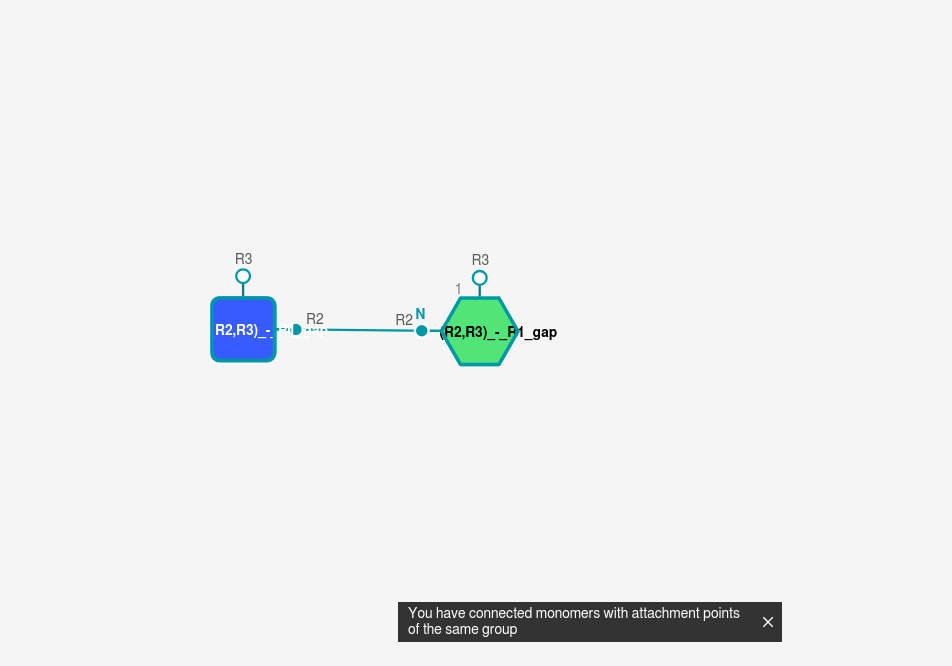 R3
R3
1
R2
R2
N
R2,R3)_-_R1_gap
(R2,R3)_-_R1_gap
You have connected monomers with attachment points
of the same group